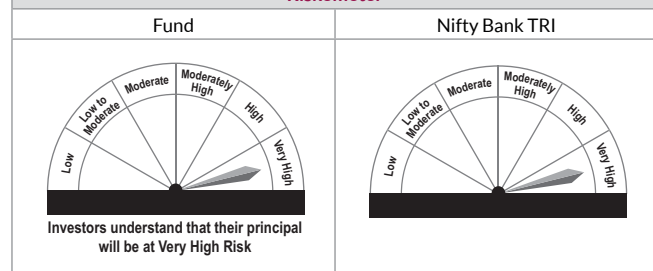 Fund
Nifty Bank TRI
Low
Low to
Moderate
Moderate
Moderately
High
High
Very High
Low
Low to
Moderate
Moderate
Moderately
High
High
Very High
Investors understand that their principal
will be at Very High Risk